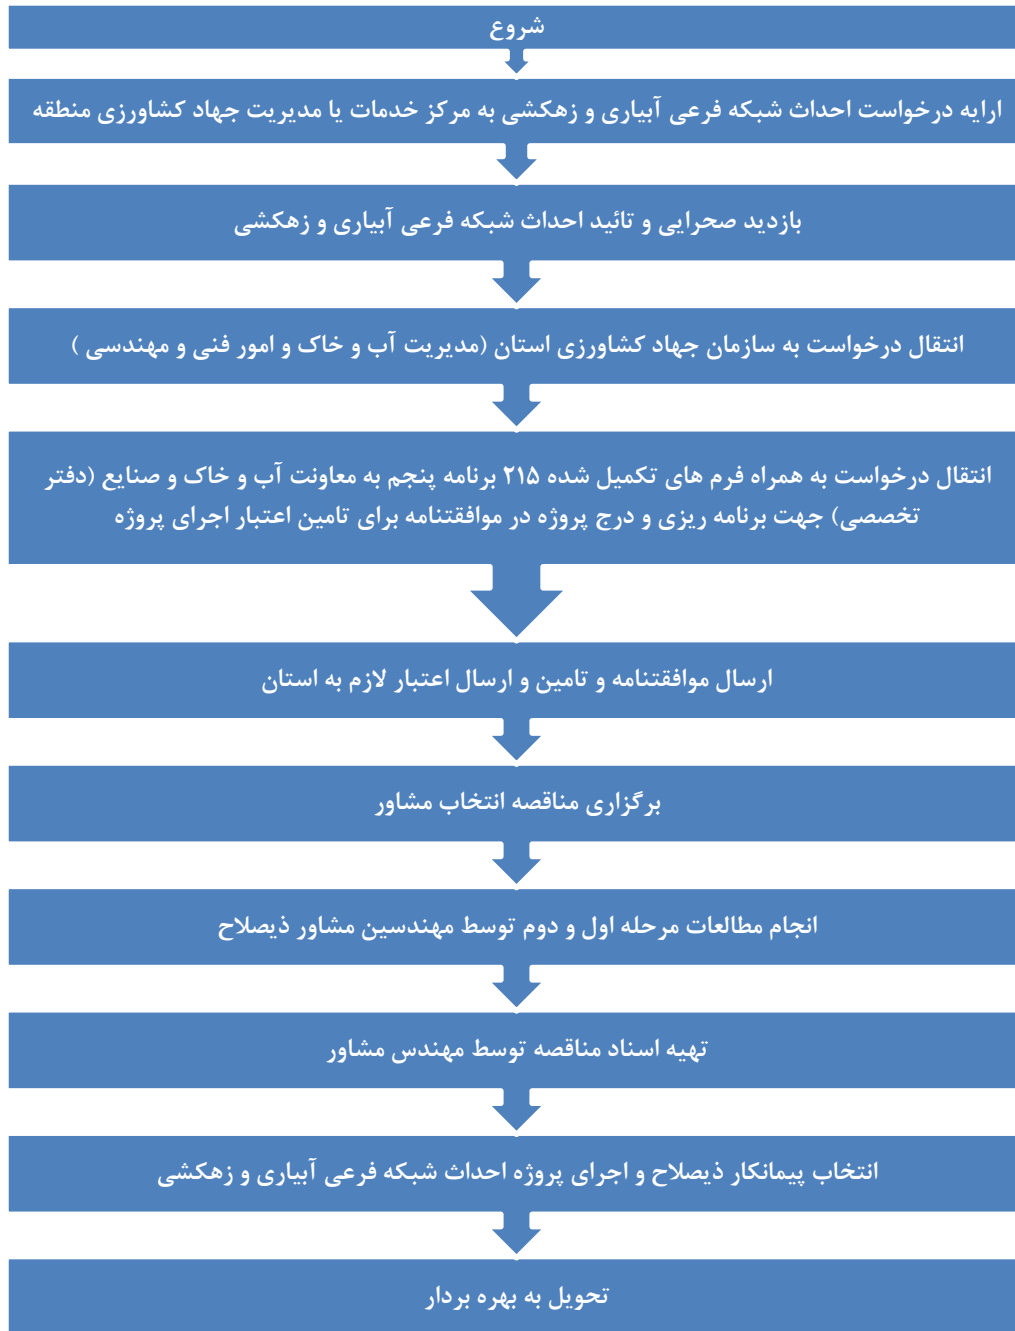 شروع
ارایه درخواست احداث شبکه فرعی آبیاری و زهکشی به مرکز خدمات یا مدیریت جهاد کشاورزی منطقه
بازدید صحرایی و تائید احداث شبکه فرعی آبیاری و زهکشی
انتقال درخواست به سازمان جهاد کشاورزی استان (مدیریت آب و خاک و امور فنی و مهندسی )
انتقال درخواست به همراه فرم های تکمیل شده ۲۱۵ برنامه پنجم به معاونت آب و خاک و صنایع (دفتر
تخصصی) جهت برنامه ریزی و درج پروژه در موافقتنامه برای تامین اعتبار اجرای پروژه
ارسال موافقتنامه و تامین و ارسال اعتبار لازم به استان
برگزاری مناقصه انتخاب مشاور
انجام مطالعات مرحله اول و دوم توسط مهندسین مشاور ذیصلاح
تهیه اسناد مناقصه توسط مهندس مشاور
انتخاب پیمانکار ذیصلاح و اجرای پروژه احداث شبکه فرعی آبیاری و زهکشی
تحویل به بهره بردار